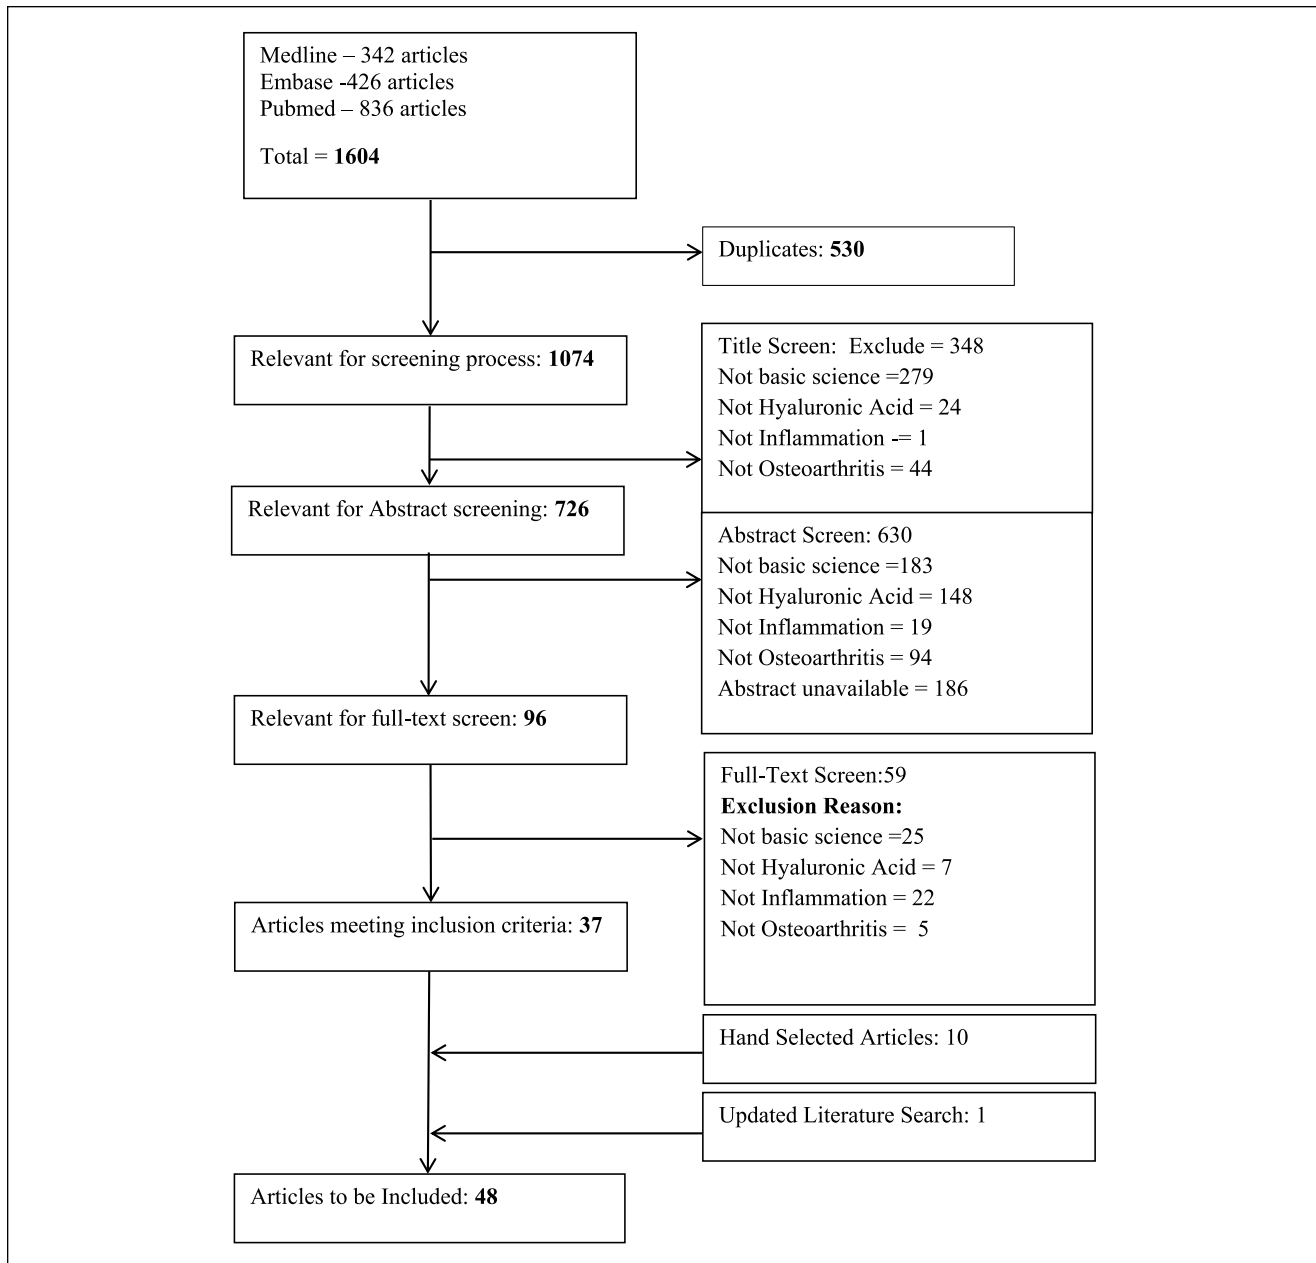 Medline – 342 articles
Embase -426 articles
Pubmed – 836 articles
Total = 1604
Duplicates: 530
Relevant for screening process: 1074
Title Screen:  Exclude = 348
Not basic science =279
Not Hyaluronic Acid = 24
Not Inflammation -= 1
Not Osteoarthritis = 44
Relevant for Abstract screening: 726
Abstract Screen: 630
Not basic science =183
Not Hyaluronic Acid = 148
Not Inflammation = 19
Not Osteoarthritis = 94
Abstract unavailable = 186
Relevant for full-text screen: 96
Full-Text Screen:59
Exclusion Reason:
Not basic science =25
Not Hyaluronic Acid = 7
Not Inflammation = 22
Not Osteoarthritis =  5
Articles meeting inclusion criteria: 37
Hand Selected Articles: 10
Updated Literature Search: 1
Articles to be Included: 48